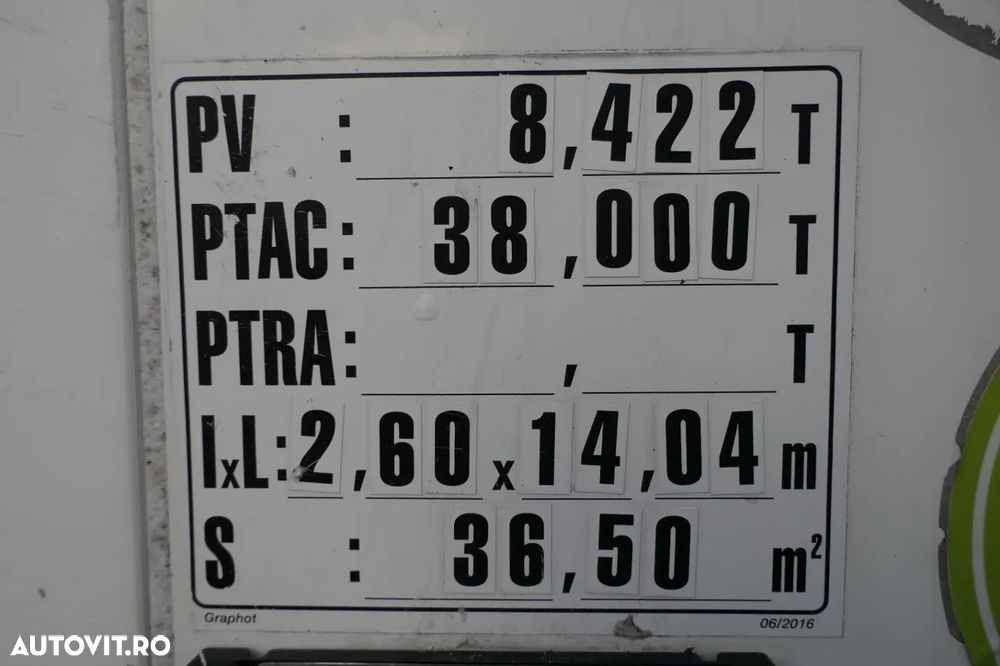 PV : 8,422 T
PTAC: 38,000 T
PTRA: , T
lxL: 2,60 x 14,04 m
S : 36,50 m²
Graphot 06/2016
AUTOVIT.RO